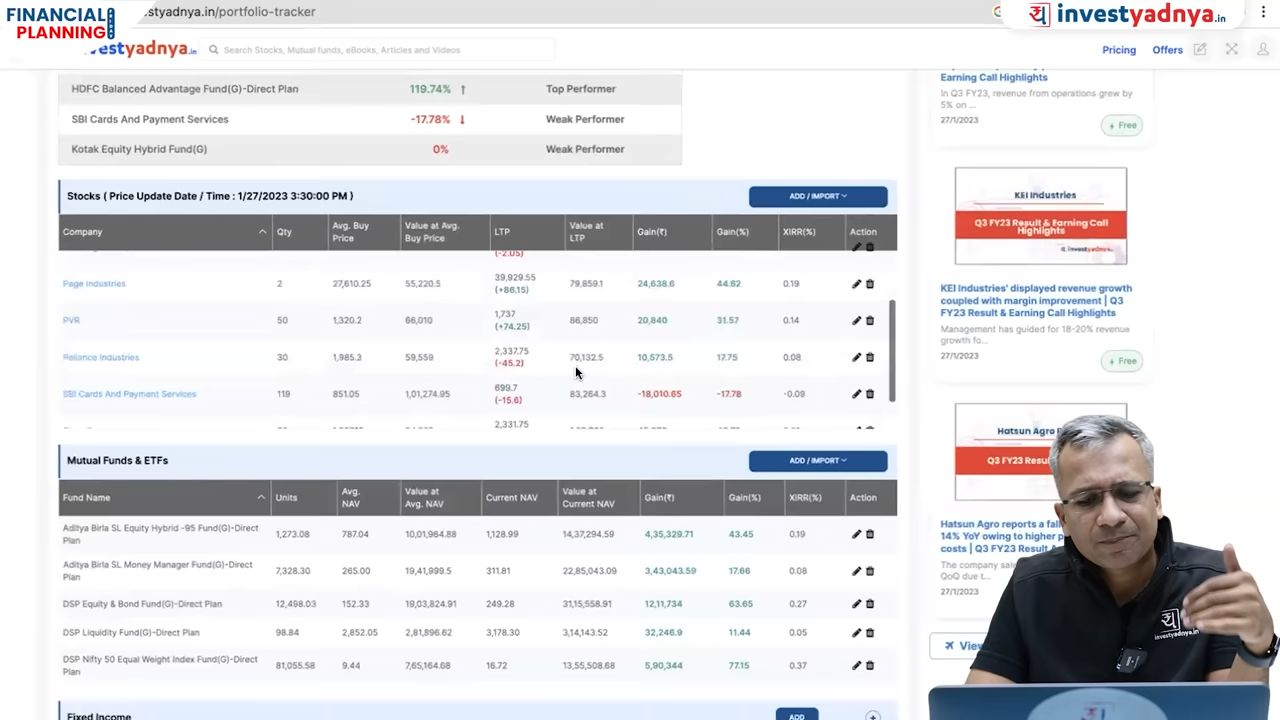 FINANCIAL
PLANNING
estyadnya.in/portfolio-tracker
investyadnya.in
estyadnya.in
Search Stocks, Mutual funds, eBooks, Articles and Videos
Pricing
Offers
HDFC Balanced Advantage Fund(G)-Direct Plan 119.74% ↑ Top Performer
SBI Cards And Payment Services -17.78% ↓ Weak Performer
Kotak Equity Hybrid Fund(G) 0% Weak Performer
Stocks ( Price Update Date / Time : 1/27/2023 3:30:00 PM )
ADD / IMPORT
Company Qty Avg. Buy Price Value at Avg. Buy Price LTP Value at LTP Gain(₹) Gain(%) XIRR(%) Action
(-2.05)
Page Industries 2 27,610.25 55,220.5 39,929.55 (+86.15) 79,859.1 24,638.6 44.62 0.19
PVR 50 1,320.2 66,010 1,737 (+74.25) 86,850 20,840 31.57 0.14
Reliance Industries 30 1,985.3 59,559 2,337.75 (-45.2) 70,132.5 10,573.5 17.75 0.08
SBI Cards And Payment Services 119 851.05 1,01,274.95 699.7 (-15.6) 83,264.3 -18,010.65 -17.78 -0.09
2,331.75
Mutual Funds & ETFs
ADD / IMPORT
Fund Name Units Avg. NAV Value at Avg. NAV Current NAV Value at Current NAV Gain(₹) Gain(%) XIRR(%) Action
Aditya Birla SL Equity Hybrid -95 Fund(G)-Direct Plan 1,273.08 787.04 10,01,964.88 1,128.99 14,37,294.59 4,35,329.71 43.45 0.19
Aditya Birla SL Money Manager Fund(G)-Direct Plan 7,328.30 265.00 19,41,999.5 311.81 22,85,043.09 3,43,043.59 17.66 0.08
DSP Equity & Bond Fund(G)-Direct Plan 12,498.03 152.33 19,03,824.91 249.28 31,15,558.91 12,11,734 63.65 0.27
DSP Liquidity Fund(G)-Direct Plan 98.84 2,852.05 2,81,896.62 3,178.30 3,14,143.52 32,246.9 11.44 0.05
DSP Nifty 50 Equal Weight Index Fund(G)-Direct Plan 81,055.58 9.44 7,65,164.68 16.72 13,55,508.68 5,90,344 77.15 0.37
Fixed Income
ADD
Earning Call Highlights
In Q3 FY23, revenue from operations grew by
5% on ...
27/1/2023
Free
KEI Industries
Q3 FY23 Result & Earning Call
Highlights
investyadnya.in
KEI Industries' displayed revenue growth
coupled with margin improvement | Q3
FY23 Result & Earning Call Highlights
Management has guided for 18-20% revenue
growth fo...
27/1/2023
Free
Hatsun Agro
Q3 FY23 Resul
Hatsun Agro reports a fal
14% YoY owing to higher
costs | Q3 FY23 Result
The company sa
QoQ due t...
27/1/2023
View
investyadnya.in